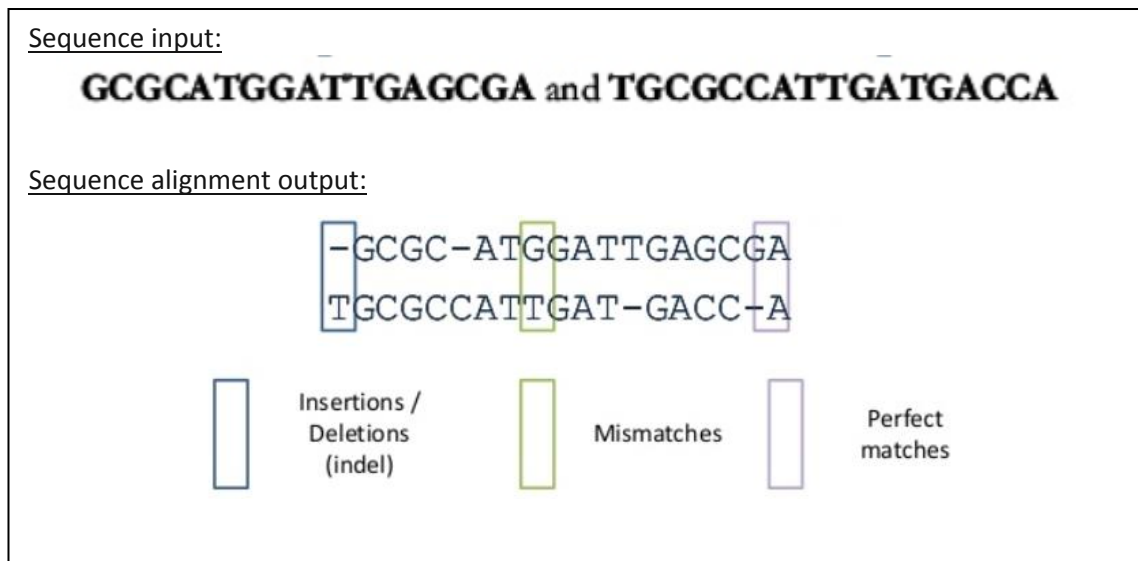 Sequence input:
GCGCATGGATTGAGCGA and TGCGCCATTGATGACCA
Sequence alignment output:
-GCGC-ATGGATTGAGCGA
TGCGCCATTGAT-GACC-A
Insertions /
Deletions
(indel)
Mismatches
Perfect
matches